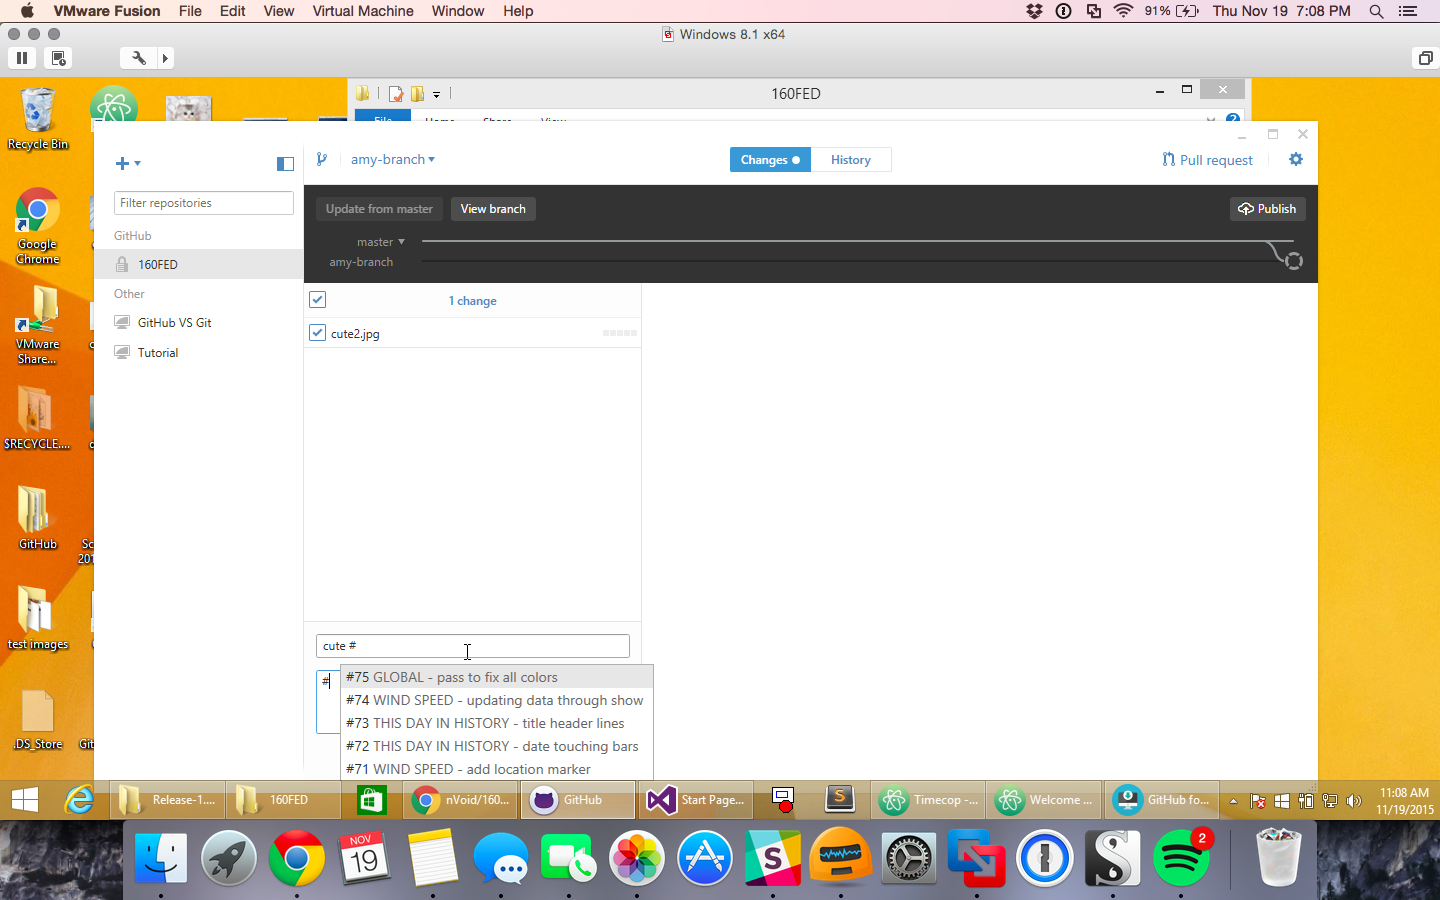 VMware Fusion File Edit View Virtual Machine Window Help 91% Thu Nov 19 7:08 PM
Windows 8.1 x64
160FED
File Home Share View
Recycle Bin
Google Chrome
VMware Share...
$RECYCLE....
GitHub
test images
.DS_Store
amy-branch
Changes
History
Pull request
Filter repositories
GitHub
160FED
Other
GitHub VS Git
Tutorial
Update from master
View branch
Publish
master
amy-branch
1 change
cute2.jpg
cute #
#
#75 GLOBAL - pass to fix all colors
#74 WIND SPEED - updating data through show
#73 THIS DAY IN HISTORY - title header lines
#72 THIS DAY IN HISTORY - date touching bars
#71 WIND SPEED - add location marker
Release-1.... 160FED nVoid/160... GitHub Start Page... Timecop -... Welcome ... GitHub fo...
11:08 AM
11/19/2015
NOV
19
2